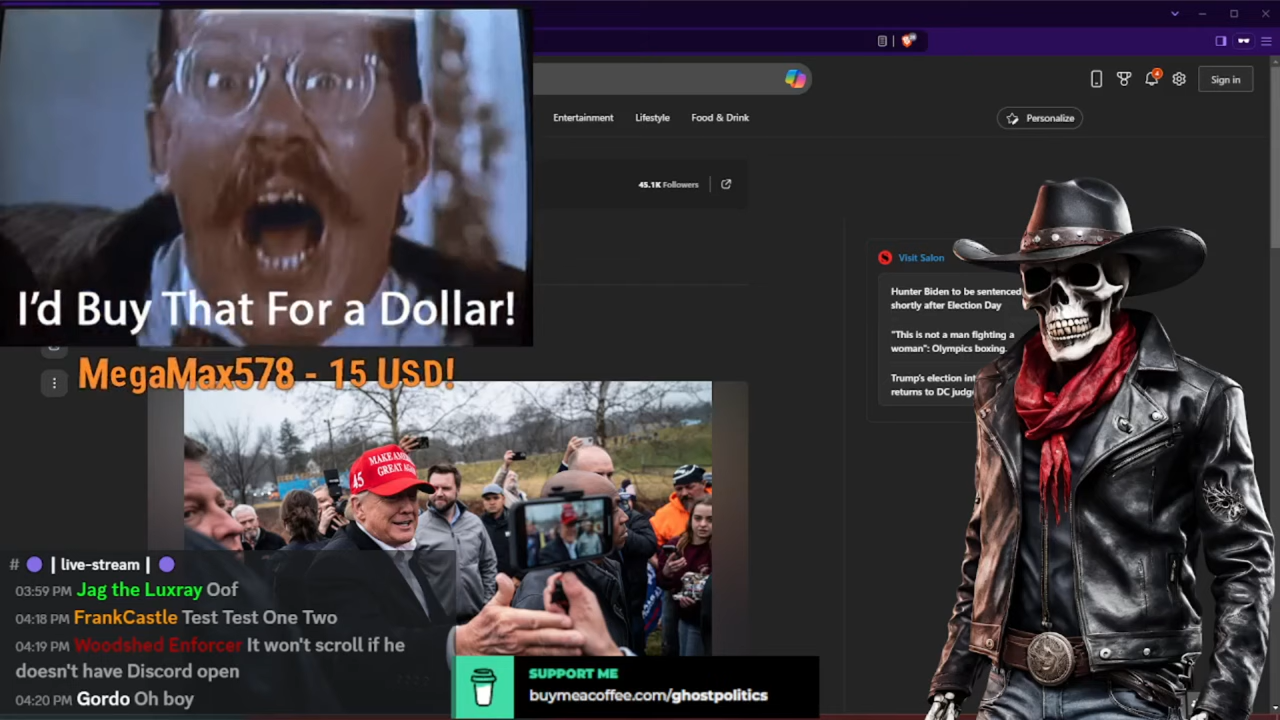 I'd Buy That For a Dollar!
MegaMax578 - 15 USD!
Sign in
Entertainment
Lifestyle
Food & Drink
Personalize
45.1K Followers
Visit Salon
Hunter Biden to be sentenced
shortly after Election Day
"This is not a man fighting a
woman": Olympics boxing.
Trump's election int
returns to DC judg
45
# | live-stream |
03:59 PM Jag the Luxray Oof
04:18 PM FrankCastle Test Test One Two
04:19 PM Woodshed Enforcer It won't scroll if he
doesn't have Discord open
04:20 PM Gordo Oh boy
SUPPORT ME
buymeacoffee.com/ghostpolitics